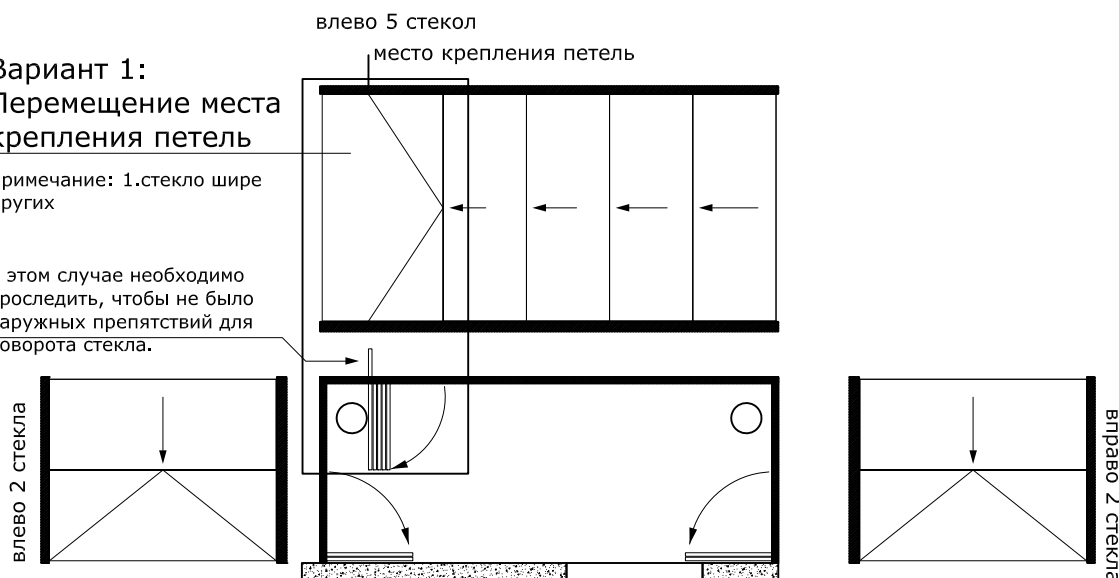 влево 5 стекол
место крепления петель
Вариант 1:
Перемещение места
крепления петель
римечание: 1.стекло шире
ругих
этом случае необходимо
роследить, чтобы не было
аружных препятствий для
оворота стекла.
влево 2 стекла
вправо 2 стекла